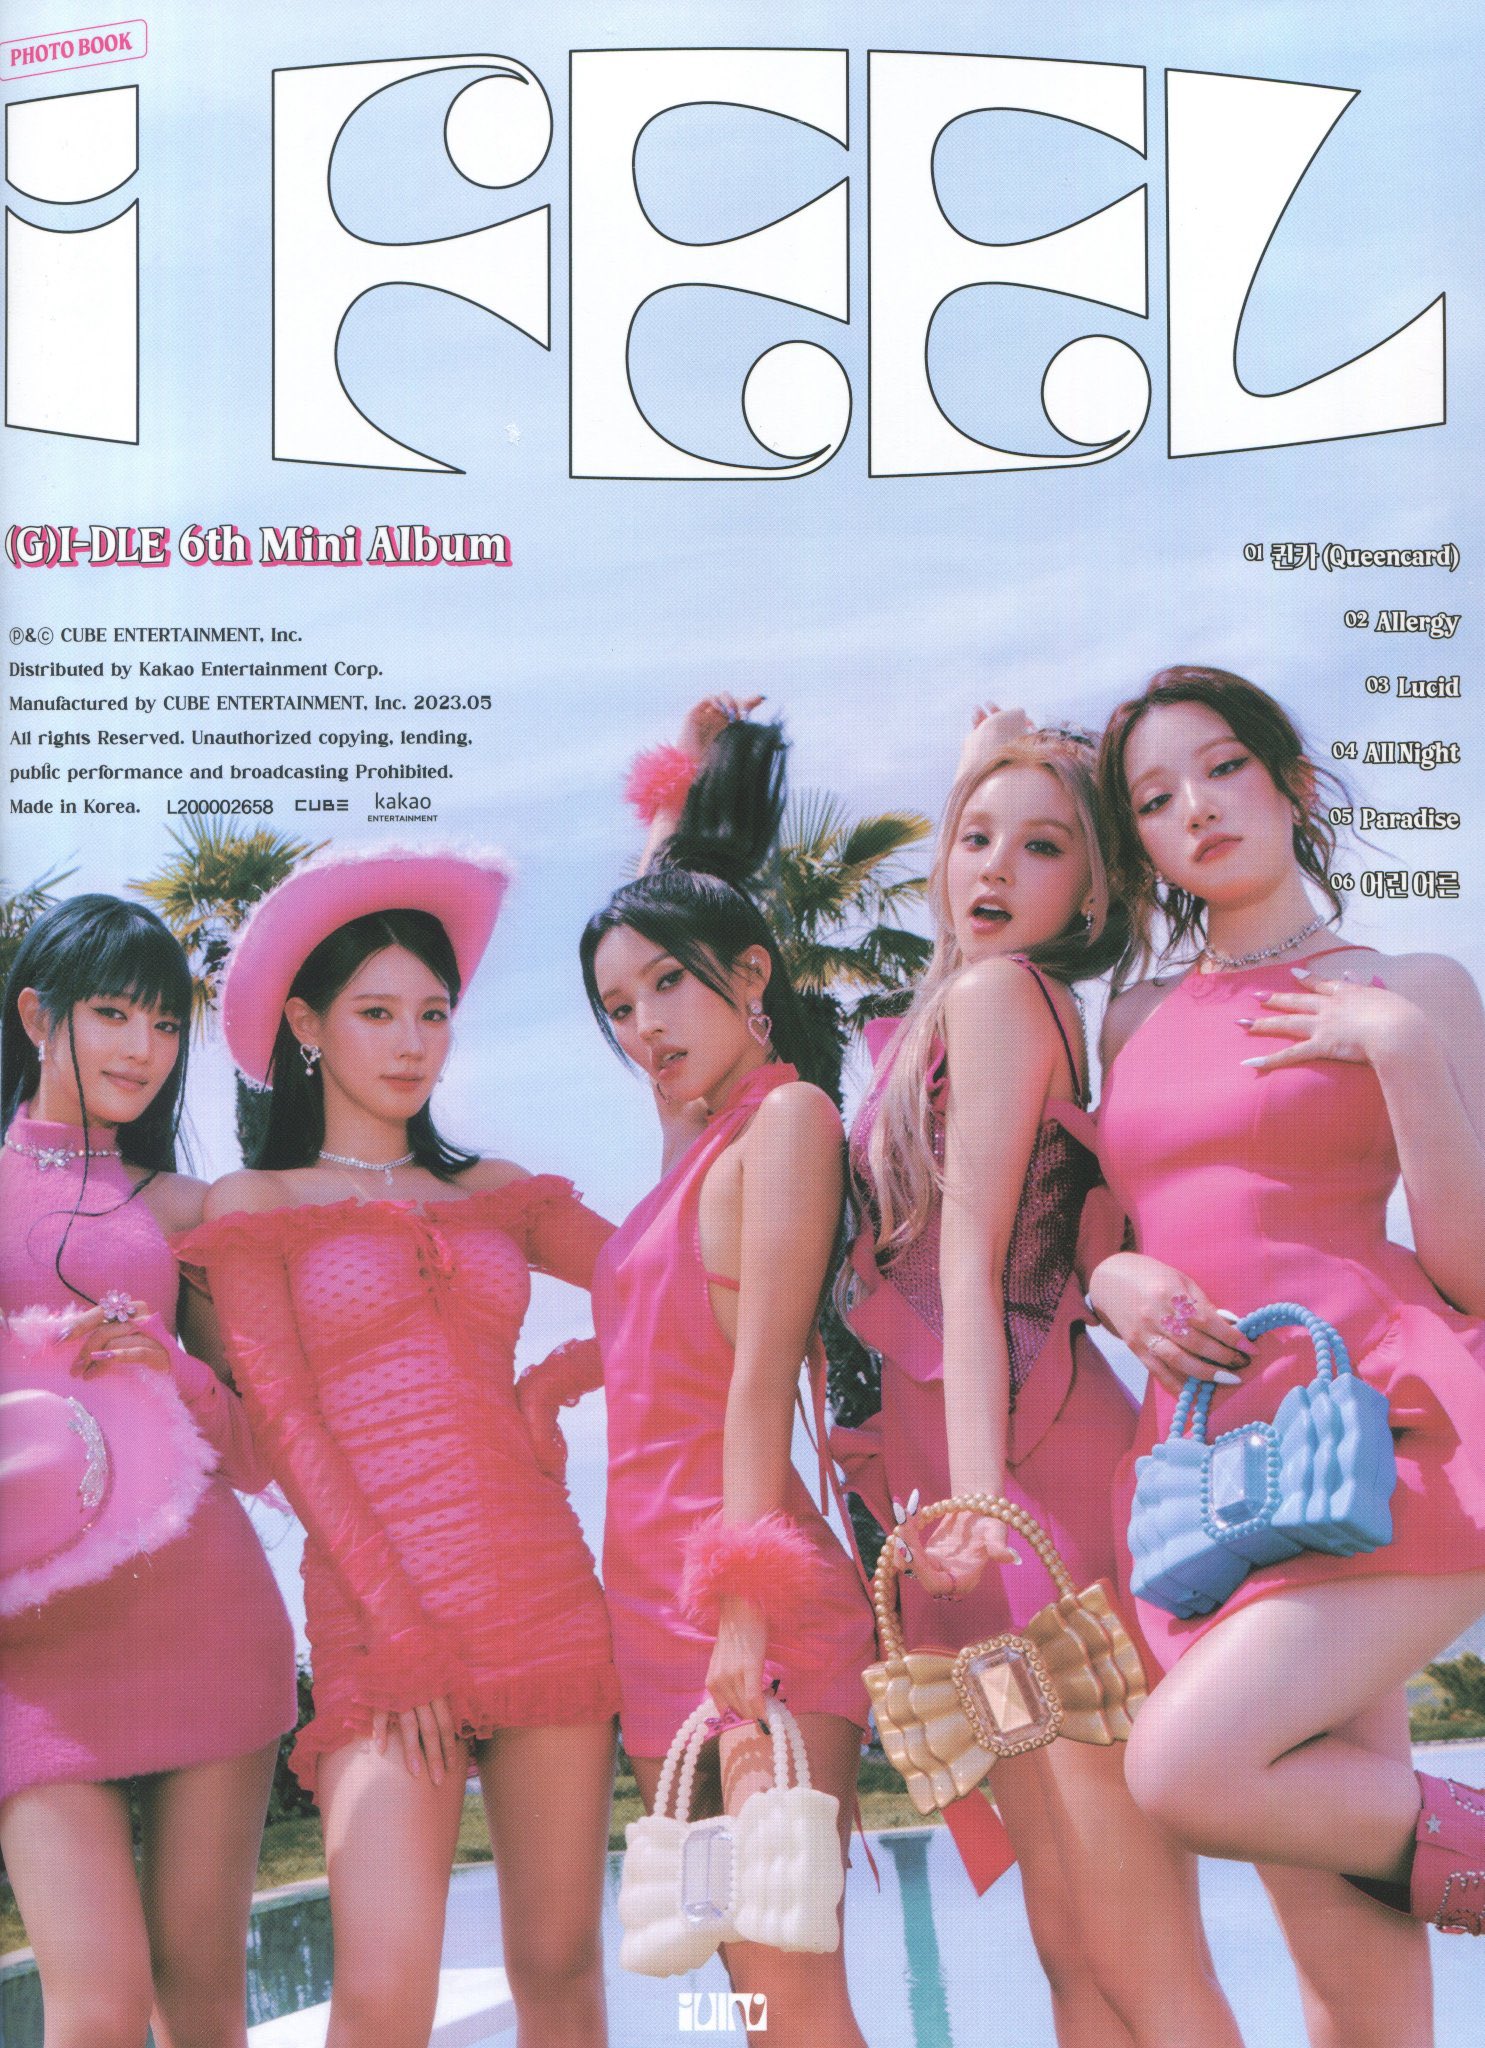 PHOTO BOOK
i FEEL
(G)I-DLE 6th Mini Album
℗&© CUBE ENTERTAINMENT, Inc.
Distributed by Kakao Entertainment Corp.
Manufactured by CUBE ENTERTAINMENT, Inc. 2023.05
All rights Reserved. Unauthorized copying, lending,
public performance and broadcasting Prohibited.
Made in Korea. L200002658 CUBE kakao
ENTERTAINMENT
01 퀸카 (Queencard)
02 Allergy
03 Lucid
04 All Night
05 Paradise
06 어린 어른